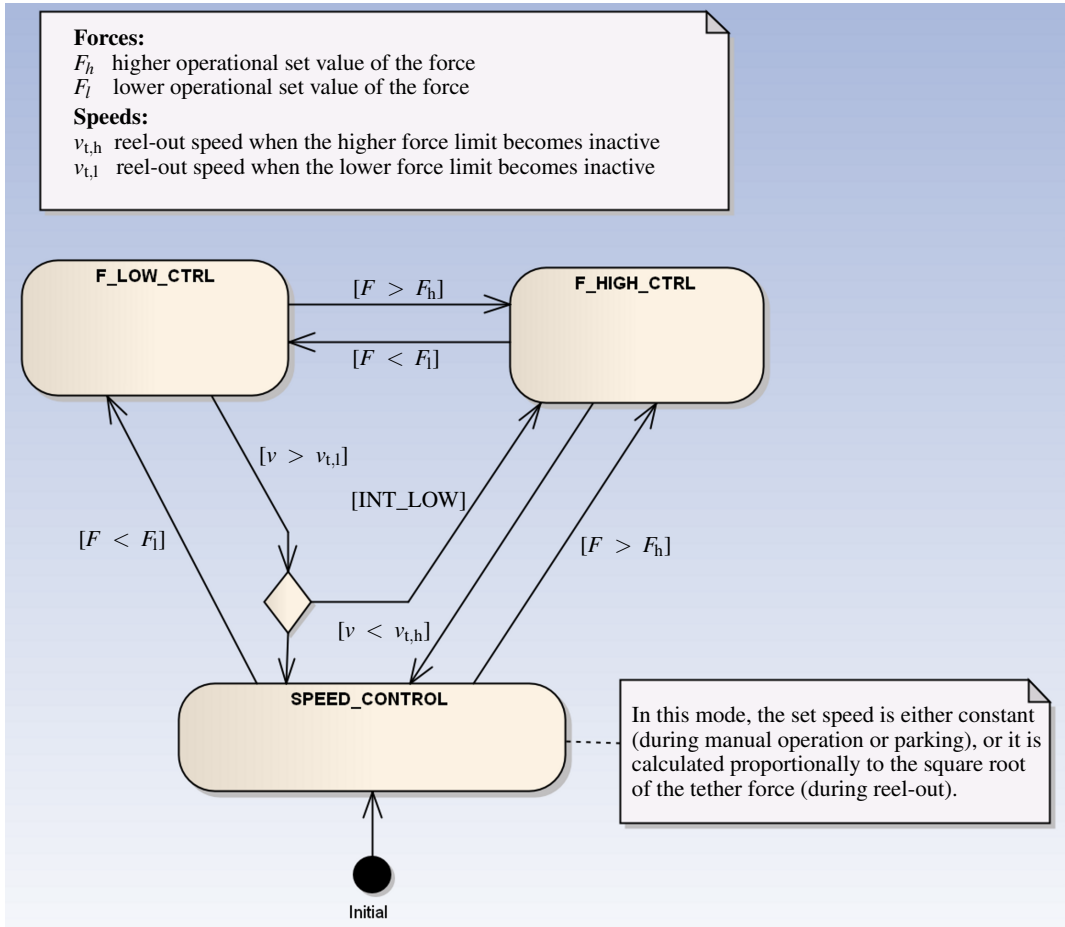 Forces:
F_h higher operational set value of the force
F_l lower operational set value of the force
Speeds:
v_t,h reel-out speed when the higher force limit becomes inactive
v_t,l reel-out speed when the lower force limit becomes inactive
F_LOW_CTRL
F_HIGH_CTRL
[F > F_h]
[F < F_l]
[v > v_t,l]
[INT_LOW]
[F < F_l]
[F > F_h]
[v < v_t,h]
SPEED_CONTROL
In this mode, the set speed is either constant
(during manual operation or parking), or it is
calculated proportionally to the square root
of the tether force (during reel-out).
Initial